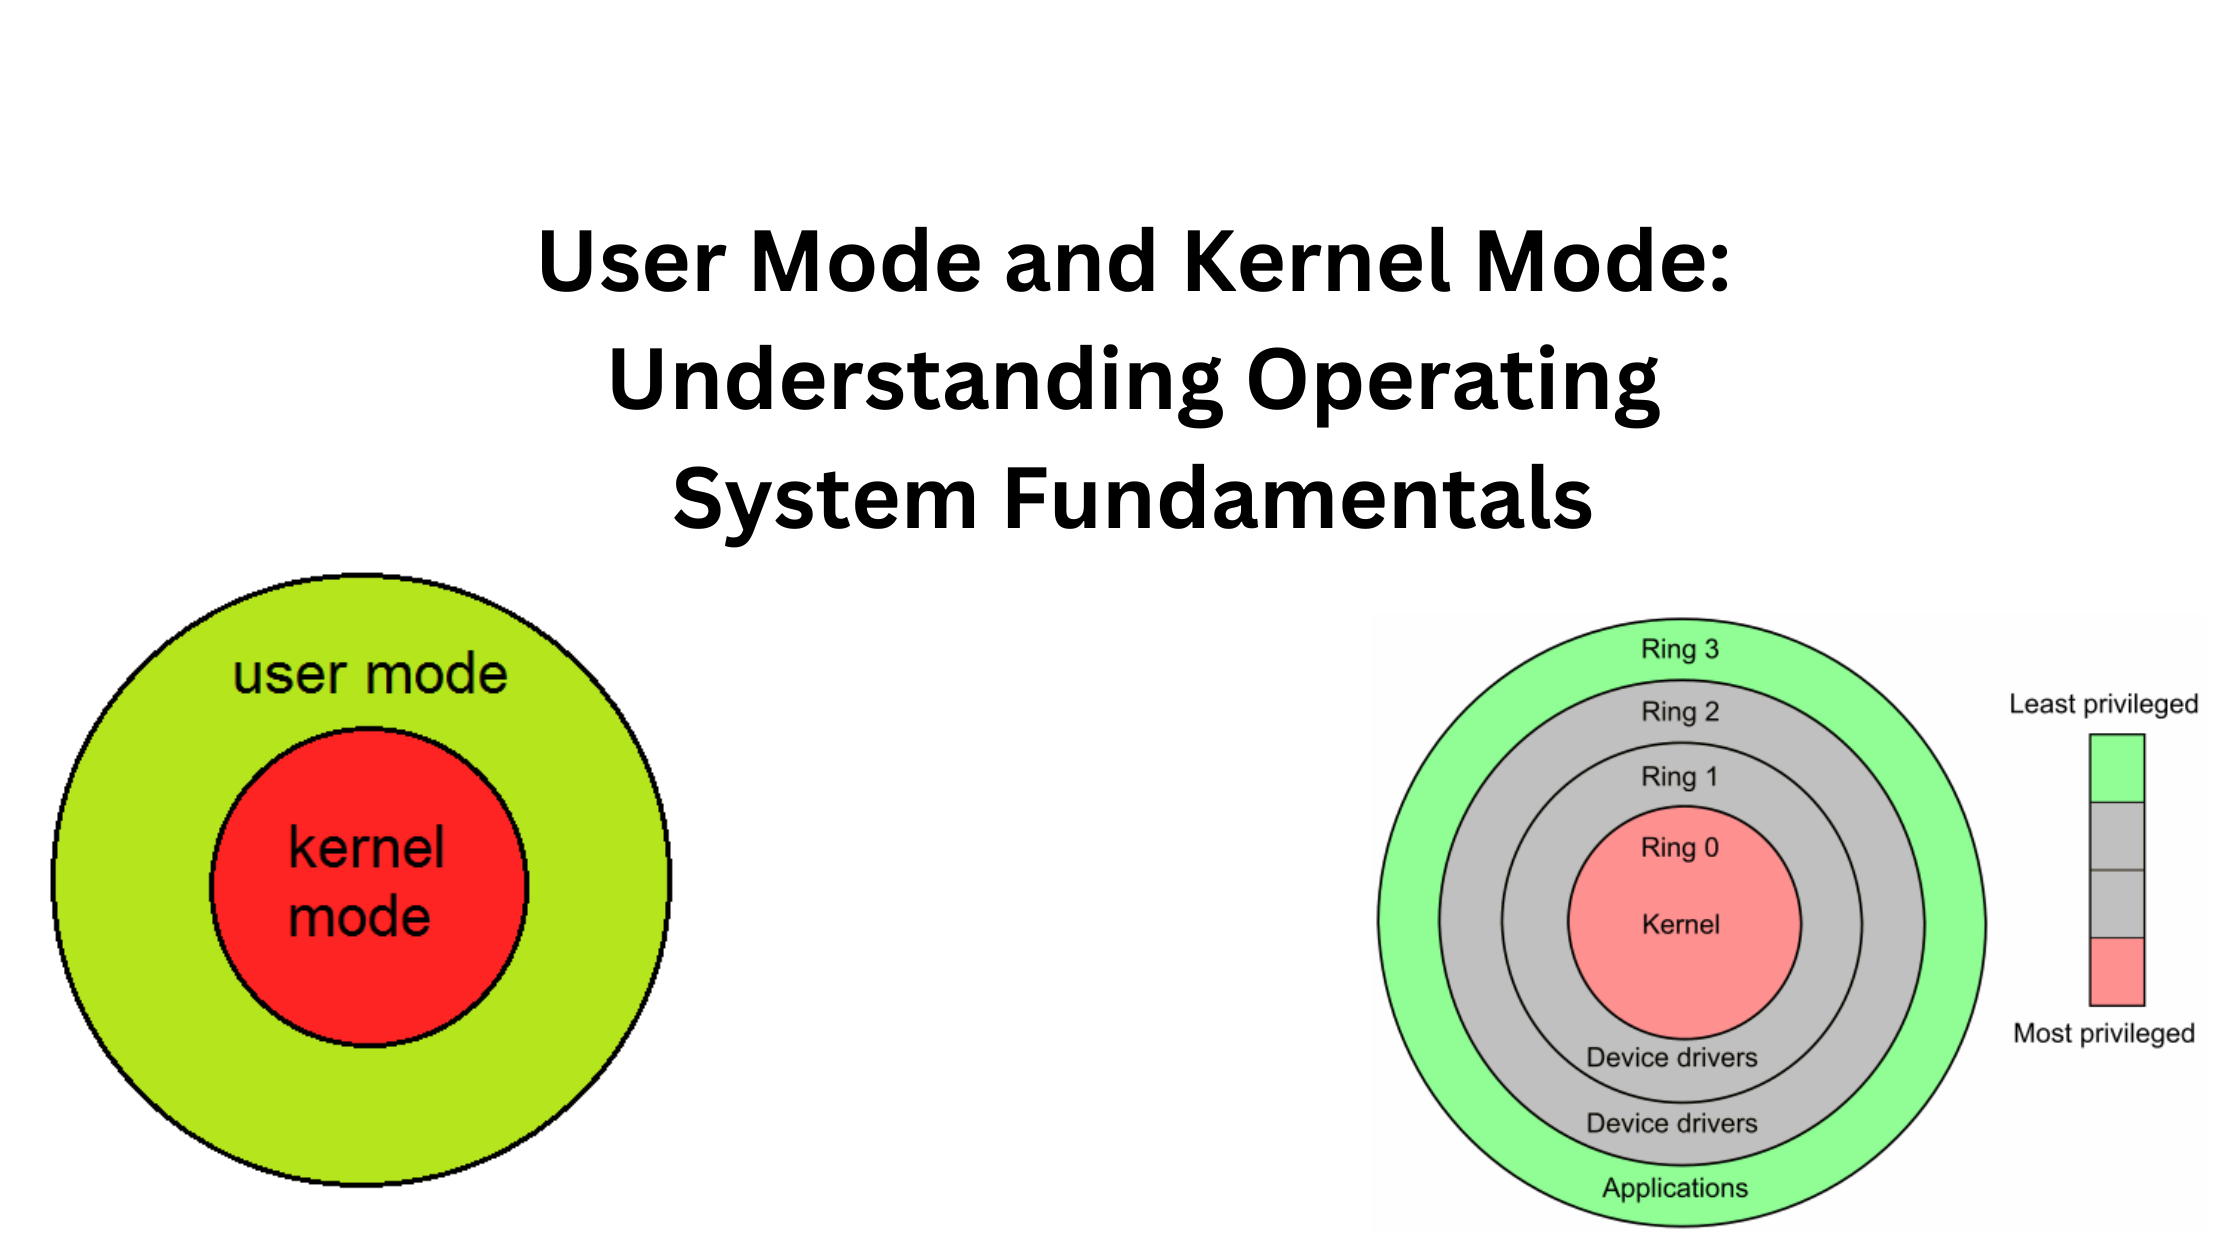 User Mode and Kernel Mode:
Understanding Operating
System Fundamentals
user mode
kernel
mode
Ring 3
Ring 2
Ring 1
Ring 0
Kernel
Device drivers
Device drivers
Applications
Least privileged
Most privileged